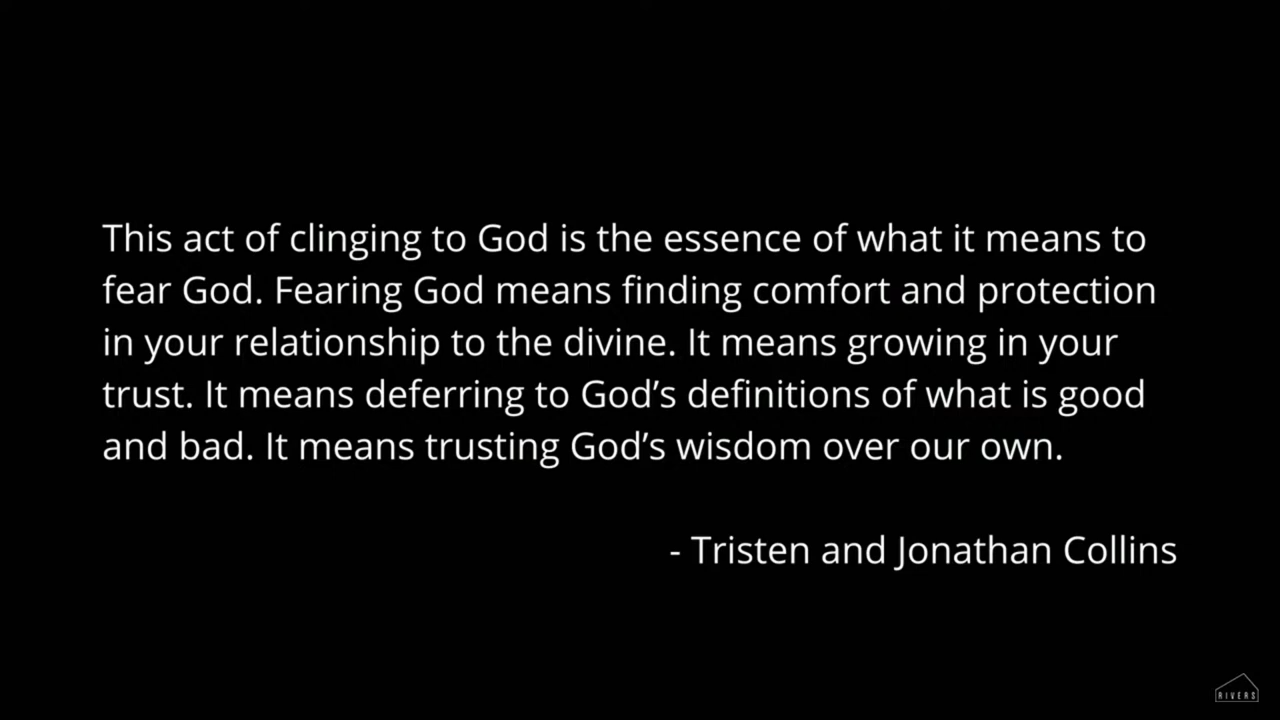 This act of clinging to God is the essence of what it means to
fear God. Fearing God means finding comfort and protection
in your relationship to the divine. It means growing in your
trust. It means deferring to God’s definitions of what is good
and bad. It means trusting God’s wisdom over our own.
- Tristen and Jonathan Collins
RIVERS